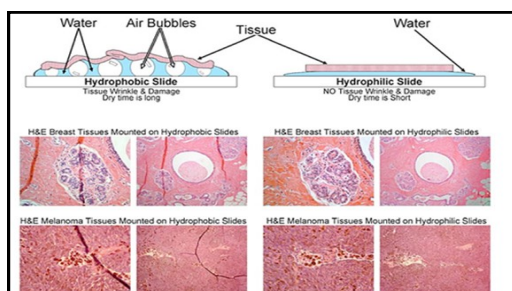 Water
Air Bubbles
Tissue
Water
Hydrophobic Slide
Tissue Wrinkle & Damage
Dry time is long
Hydrophilic Slide
NO Tissue Wrinkle & Damage
Dry time is Short
H&E Breast Tissues Mounted on Hydrophobic Slides
H&E Breast Tissues Mounted on Hydrophilic Slides
H&E Melanoma Tissues Mounted on Hydrophobic Slides
H&E Melanoma Tissues Mounted on Hydrophilic Slides